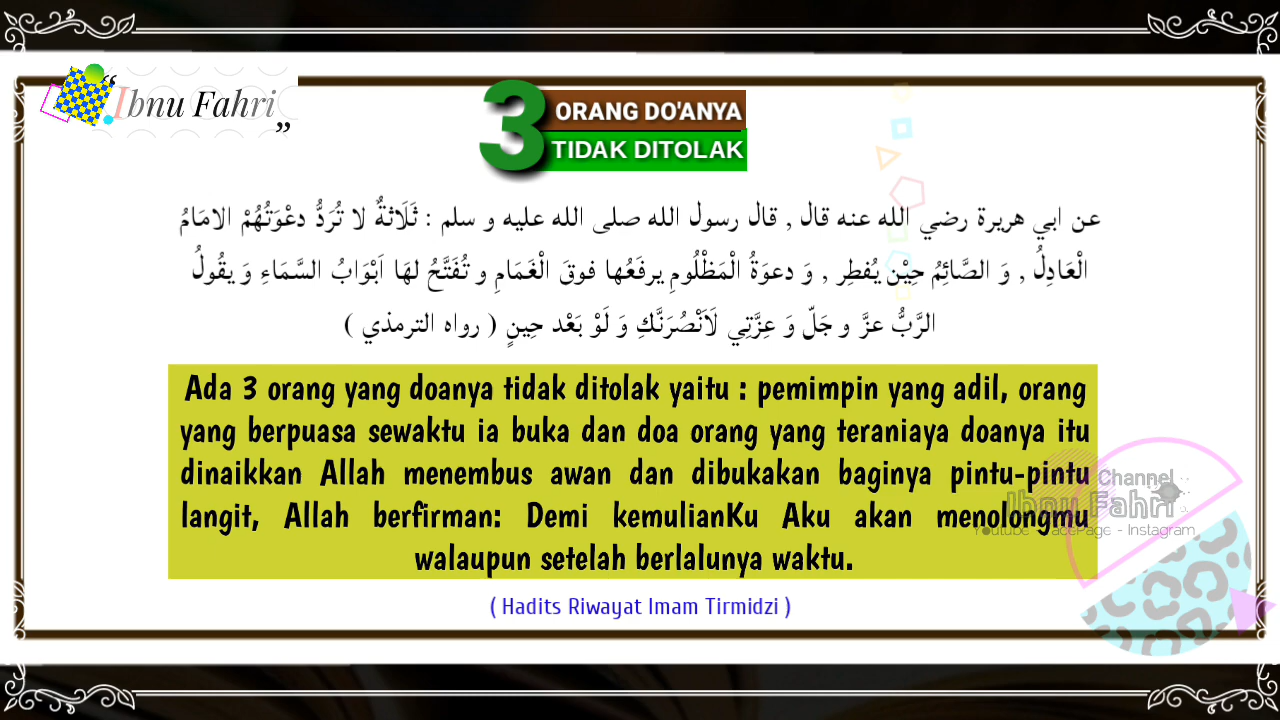 “Ibnu Fahri”
3 ORANG DO'ANYA
TIDAK DITOLAK
عن ابي هريرة رضي الله عنه قال , قال رسول الله صلى الله عليه و سلم : ثَلَاثةٌ لا تُرَدُّ دعْوَتُهُمْ الامَامُ
الْعَادِلُ , وَ الصَّائِمُ حِيْن يُفطِر , وَ دعوَةُ الْمَظْلُومِ يرفَعُها فوقَ الْغَمَامِ و تُفَتَّحُ لهَا اَبْوَابُ السَّمَاءِ وَ يقُولُ
الرَّبُّ عزَّ و جَلّ وَ عِزَّتِي لَاَنْصُرَنَّكِ وَ لَوْ بَعْد حِينٍ ( رواه الترمذي )
Ada 3 orang yang doanya tidak ditolak yaitu : pemimpin yang adil, orang
yang berpuasa sewaktu ia buka dan doa orang yang teraniaya doanya itu
dinaikkan Allah menembus awan dan dibukakan baginya pintu-pintu
langit, Allah berfirman: Demi kemulianKu Aku akan menolongmu
walaupun setelah berlalunya waktu.
Channel
Ibnu Fahri
Youtube - FacePage - Instagram
( Hadits Riwayat Imam Tirmidzi )